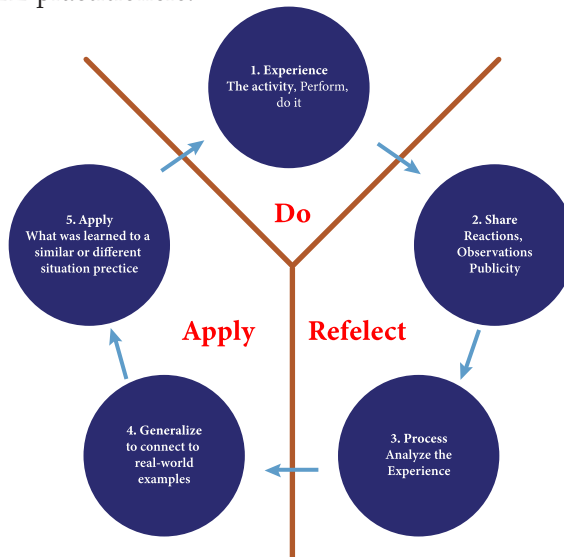 1. Experience
The activity, Perform,
do it
Do
2. Share
Reactions,
Observations
Publicity
5. Apply
What was learned to a
similar or different
situation prectice
Apply
Refelect
3. Process
Analyze the
Experience
4. Generalize
to connect to
real-world
examples